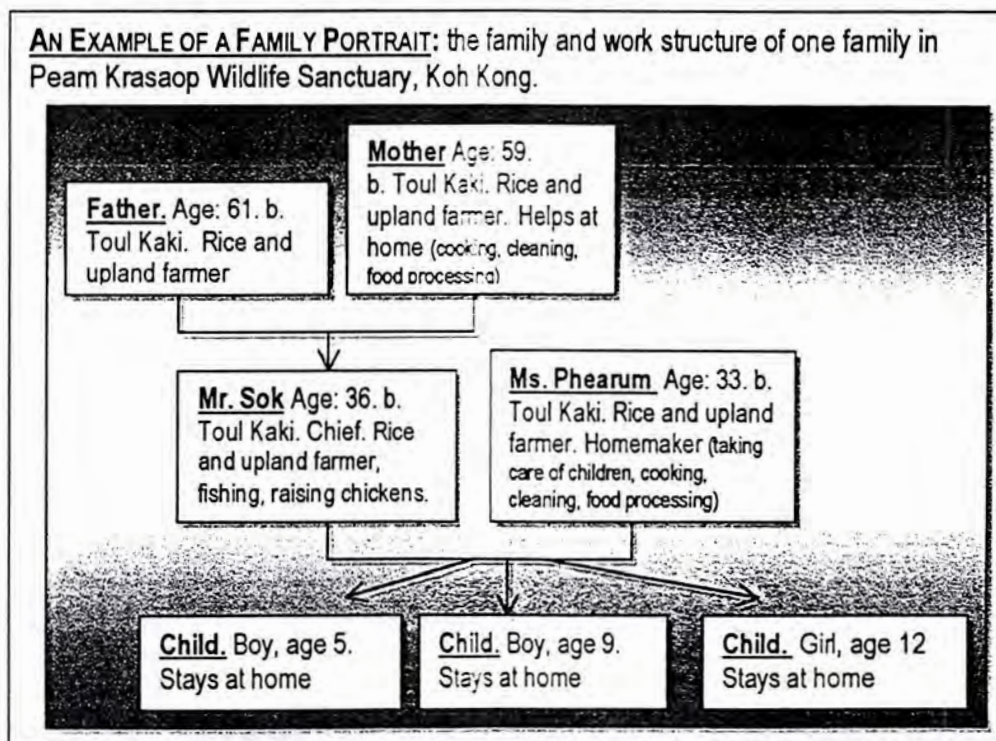 AN EXAMPLE OF A FAMILY PORTRAIT: the family and work structure of one family in
Peam Krasaop Wildlife Sanctuary, Koh Kong.
Mother Age: 59.
b. Toul Kaki. Rice and
upland farmer. Helps at
home (cooking, cleaning,
food processing)
Father. Age: 61. b.
Toul Kaki. Rice and
upland farmer
Mr. Sok Age: 36. b.
Toul Kaki. Chief. Rice
and upland farmer,
fishing, raising chickens.
Ms. Phearum Age: 33. b.
Toul Kaki. Rice and upland
farmer. Homemaker (taking
care of children, cooking,
cleaning, food processing)
Child. Boy, age 5.
Stays at home
Child. Boy, age 9.
Stays at home
Child. Girl, age 12
Stays at home